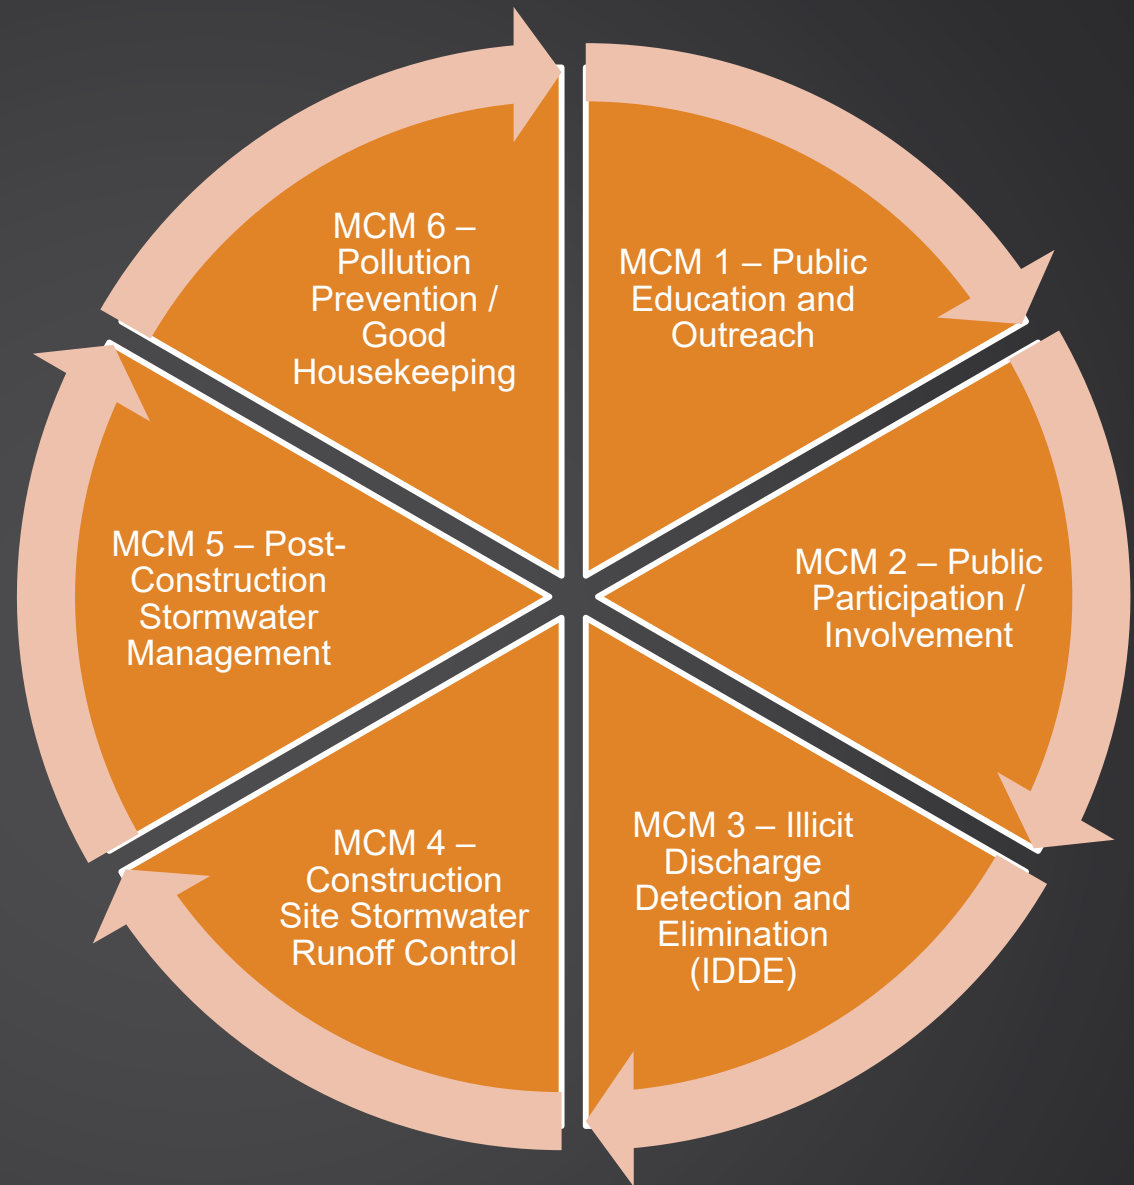 MCM 1 – Public
Education and
Outreach
MCM 2 – Public
Participation /
Involvement
MCM 3 – Illicit
Discharge
Detection and
Elimination
(IDDE)
MCM 4 –
Construction
Site Stormwater
Runoff Control
MCM 5 – Post-
Construction
Stormwater
Management
MCM 6 –
Pollution
Prevention /
Good
Housekeeping